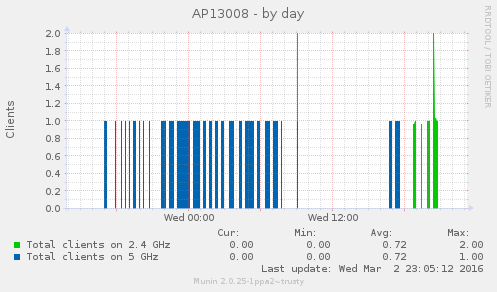 AP13008 - by day
RRDTOOL / TOBI OETIKER
Clients
2.0
1.8
1.6
1.4
1.2
1.0
0.8
0.6
0.4
0.2
0.0
Wed 00:00 Wed 12:00
Cur: Min: Avg: Max:
Total clients on 2.4 GHz 0.00 0.00 0.72 2.00
Total clients on 5 GHz 0.00 0.00 0.72 1.00
Last update: Wed Mar 2 23:05:12 2016
Munin 2.0.25-1ppa2~trusty